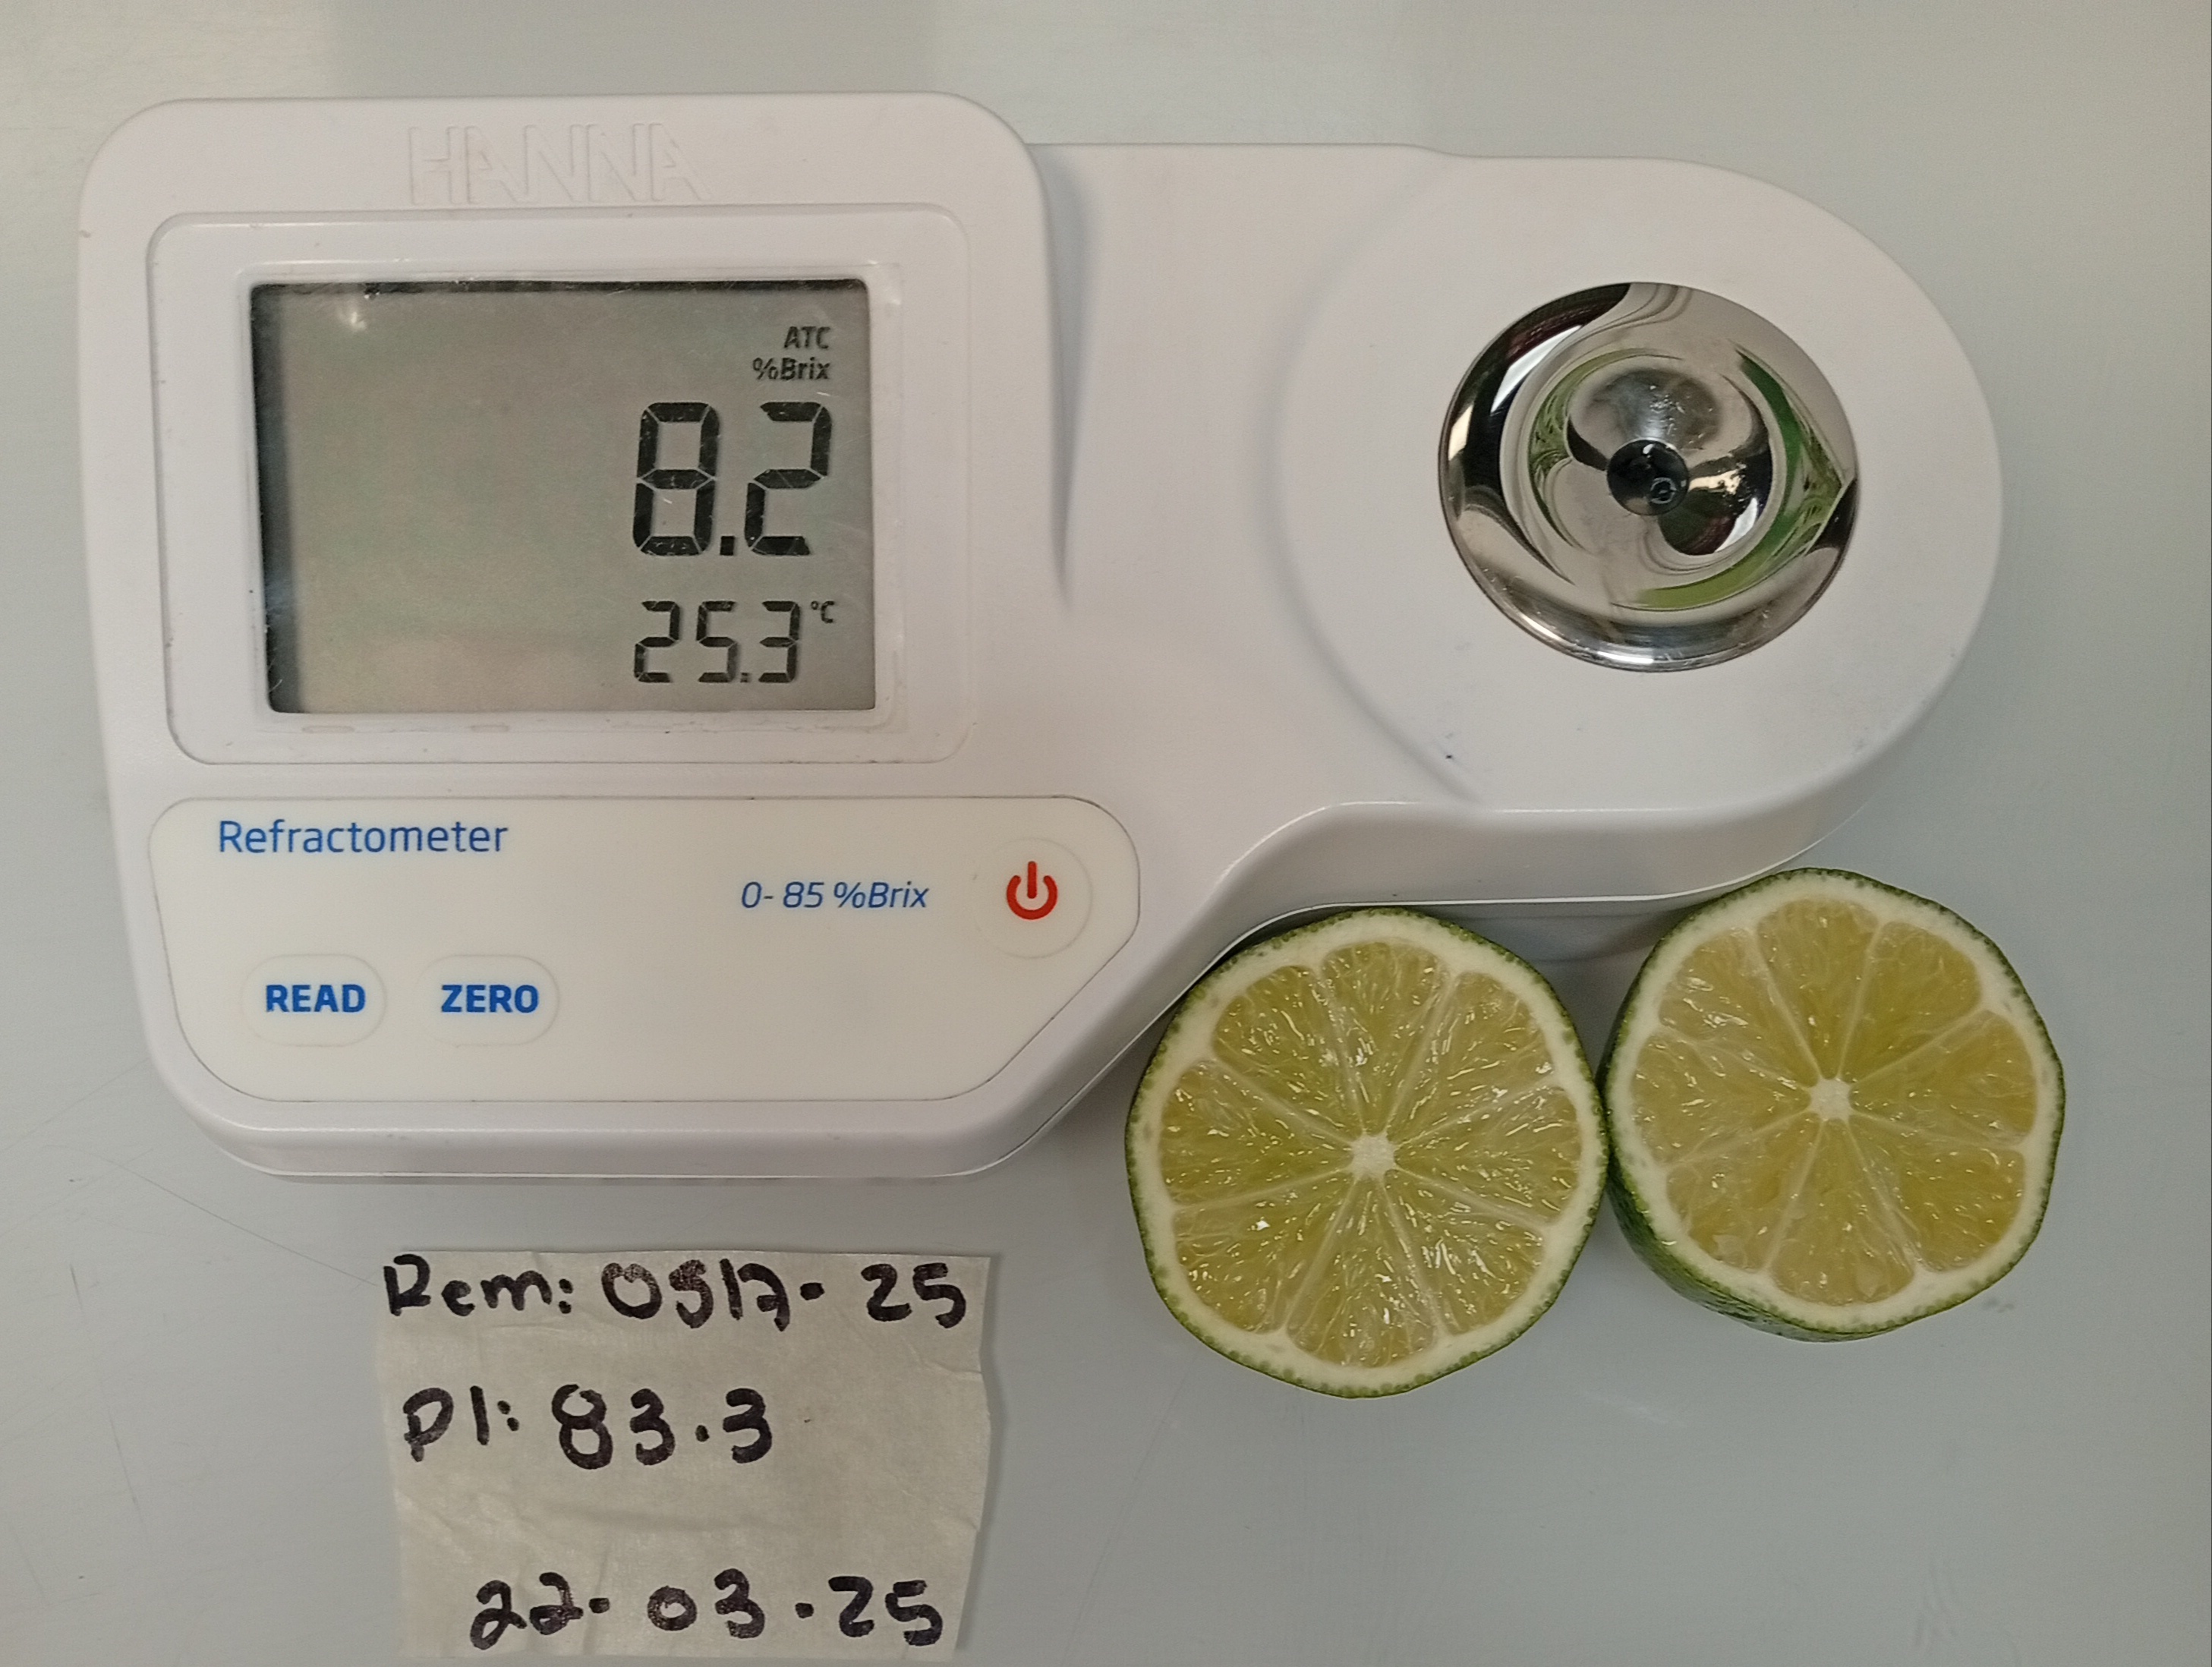 HANNA
ATC
%Brix
8.2
25.3 °C
Refractometer
0-85 %Brix
READ ZERO
Rem: 0517-25
P1: 83.3
22-03-25